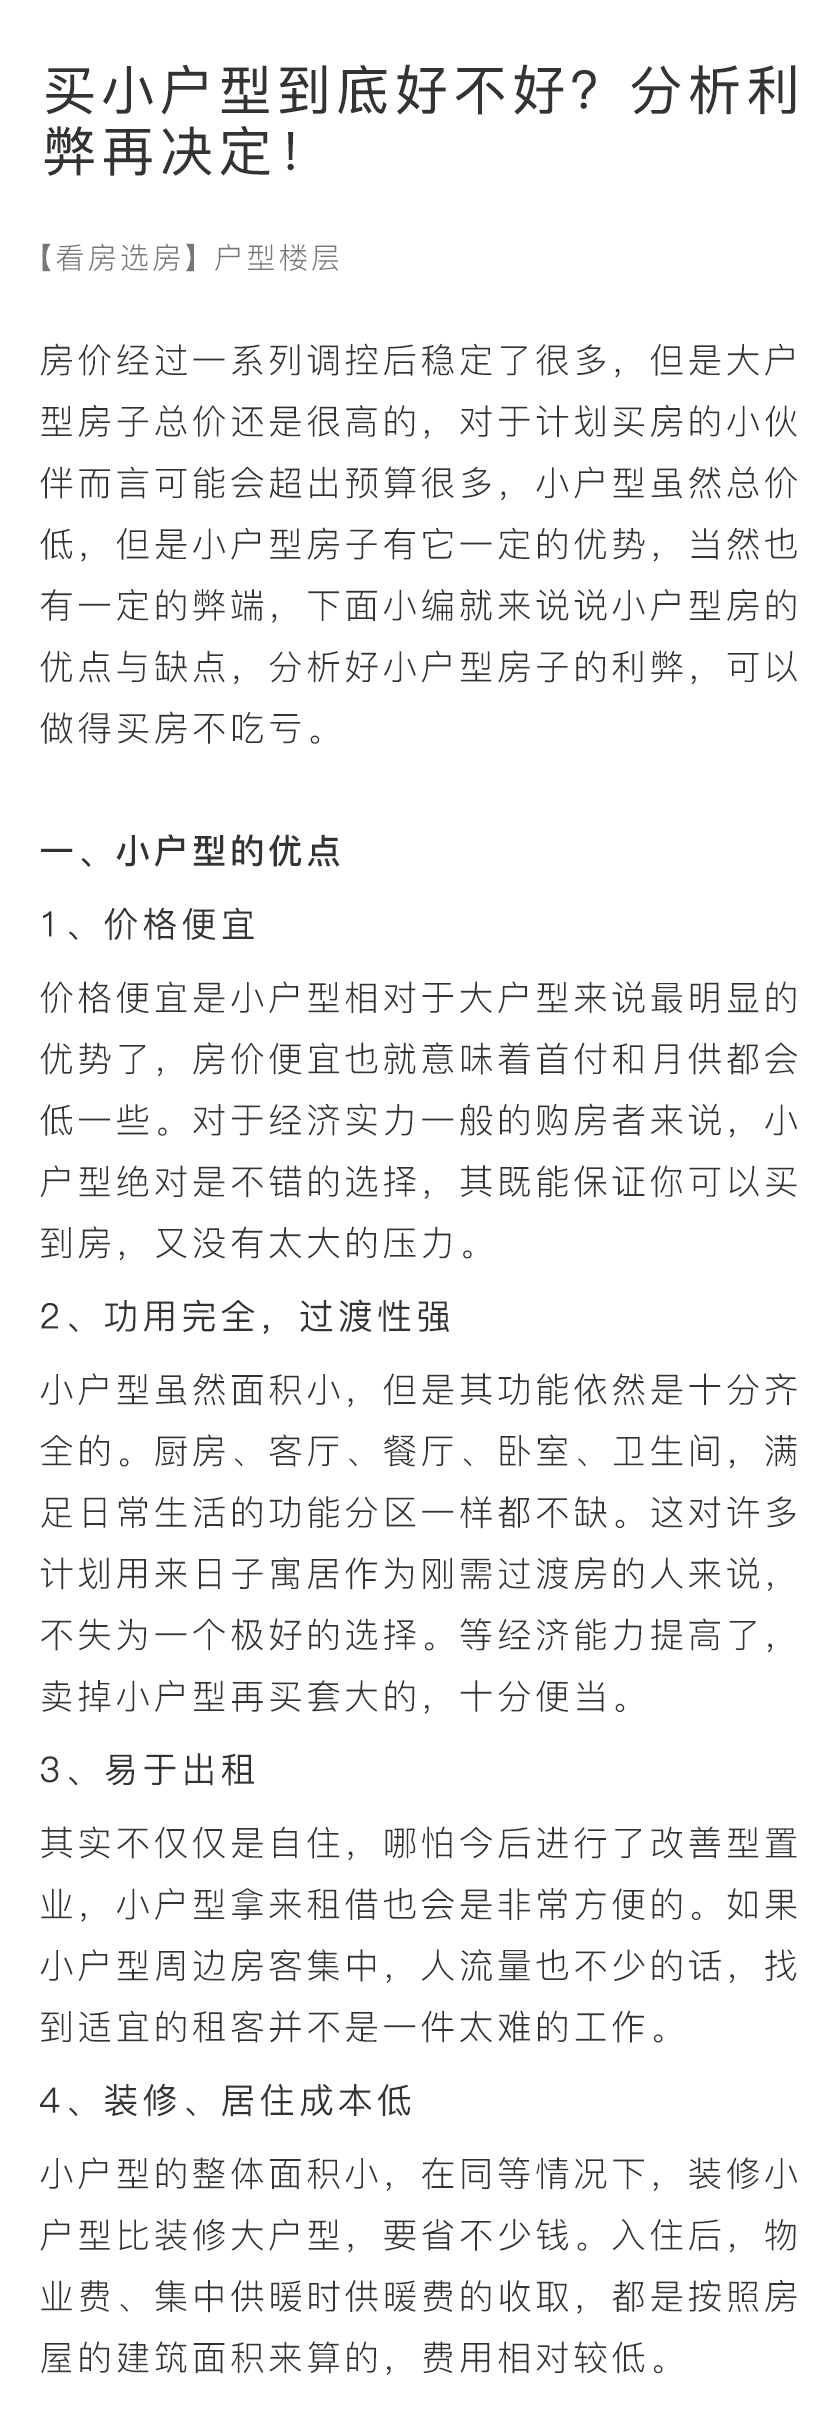 买小户型到底好不好？分析利
弊再决定！
【看房选房】户型楼层
房价经过一系列调控后稳定了很多，但是大户
型房子总价还是很高的，对于计划买房的小伙
伴而言可能会超出预算很多，小户型虽然总价
低，但是小户型房子有它一定的优势，当然也
有一定的弊端，下面小编就来说说小户型房的
优点与缺点，分析好小户型房子的利弊，可以
做得买房不吃亏。
一、小户型的优点
1、价格便宜
价格便宜是小户型相对于大户型来说最明显的
优势了，房价便宜也就意味着首付和月供都会
低一些。对于经济实力一般的购房者来说，小
户型绝对是不错的选择，其既能保证你可以买
到房，又没有太大的压力。
2、功用完全，过渡性强
小户型虽然面积小，但是其功能依然是十分齐
全的。厨房、客厅、餐厅、卧室、卫生间，满
足日常生活的功能分区一样都不缺。这对许多
计划用来日子寓居作为刚需过渡房的人来说，
不失为一个极好的选择。等经济能力提高了，
卖掉小户型再买套大的，十分便当。
3、易于出租
其实不仅仅是自住，哪怕今后进行了改善型置
业，小户型拿来租借也会是非常方便的。如果
小户型周边房客集中，人流量也不少的话，找
到适宜的租客并不是一件太难的工作。
4、装修、居住成本低
小户型的整体面积小，在同等情况下，装修小
户型比装修大户型，要省不少钱。入住后，物
业费、集中供暖时供暖费的收取，都是按照房
屋的建筑面积来算的，费用相对较低。